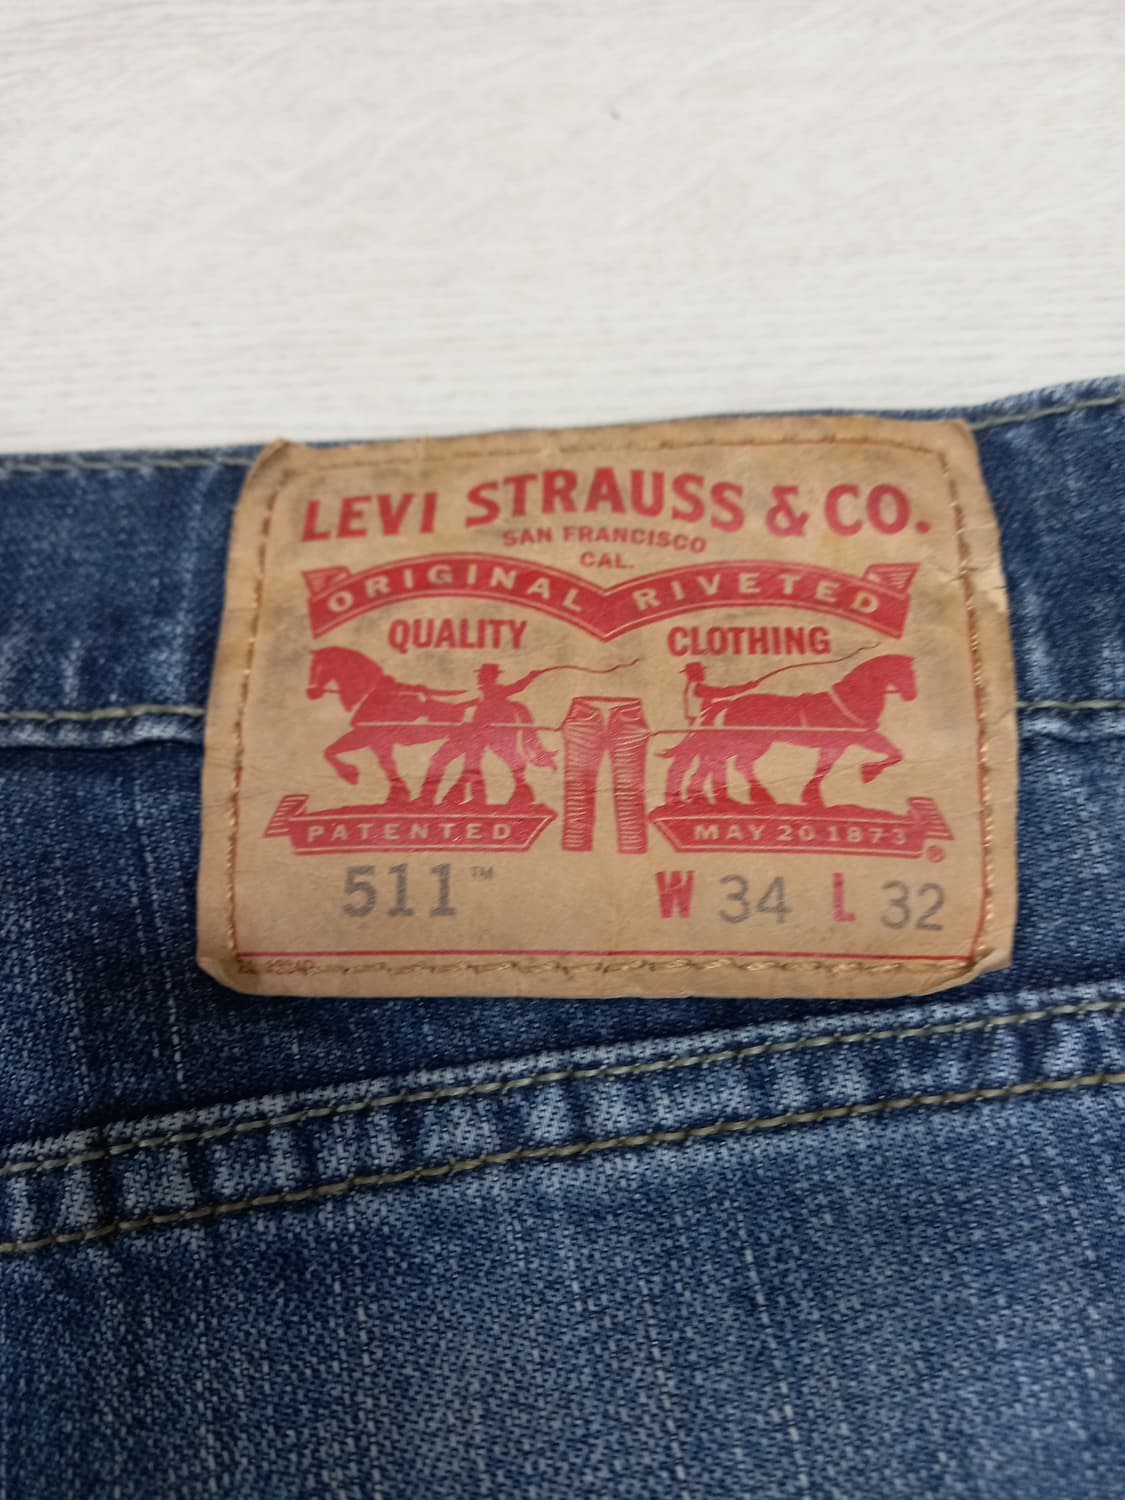 LEVI STRAUSS & CO.
SAN FRANCISCO
CAL.
ORIGINAL RIVETED
QUALITY CLOTHING
PATENTED MAY 20 1873 ®
511™ W 34 L 32